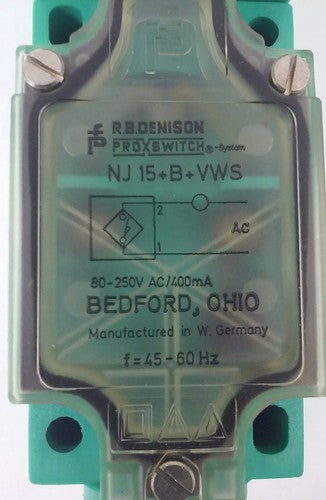 R.B.DENISON
PROXSWITCH®-System
NJ 15+B+VWS
2
AC
1
80-250V AC/400mA
BEDFORD, OHIO
Manufactured in W. Germany
f=45-60 Hz